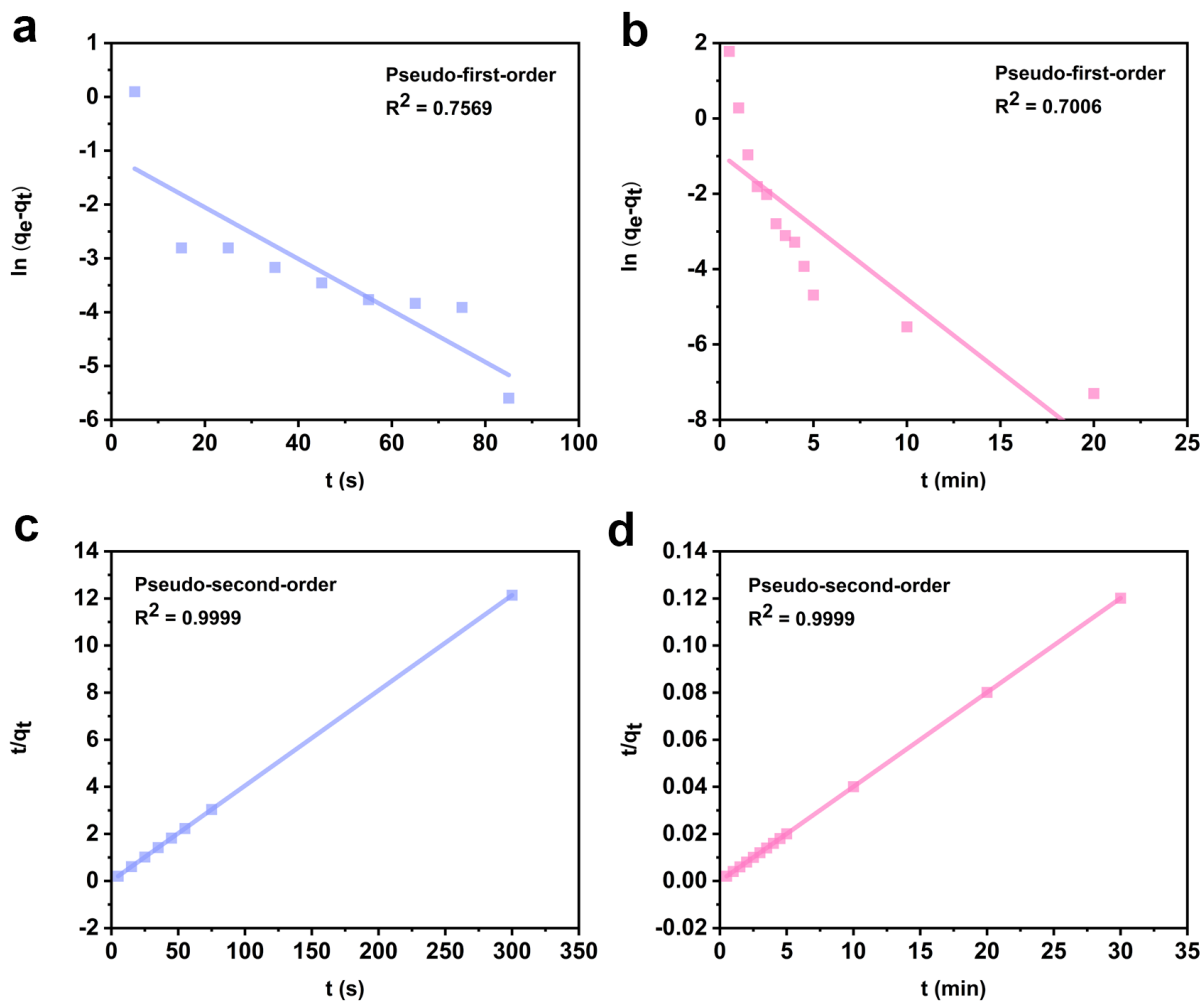 a
Pseudo-first-order
R2 = 0.7569
1
0
-1
-2
-3
-4
-5
-6
ln (qe-qt)
0 20 40 60 80 100
t (s)
b
Pseudo-first-order
R2 = 0.7006
2
0
-2
-4
-6
-8
ln (qe-qt)
0 5 10 15 20 25
t (min)
c
Pseudo-second-order
R2 = 0.9999
14
12
10
8
6
4
2
0
-2
t/qt
0 50 100 150 200 250 300 350
t (s)
d
Pseudo-second-order
R2 = 0.9999
0.14
0.12
0.10
0.08
0.06
0.04
0.02
0.00
-0.02
t/qt
0 5 10 15 20 25 30 35
t (min)